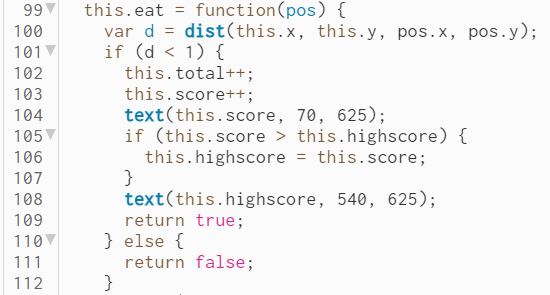 99 this.eat = function(pos) {
100 var d = dist(this.x, this.y, pos.x, pos.y);
101 if (d < 1) {
102 this.total++;
103 this.score++;
104 text(this.score, 70, 625);
105 if (this.score > this.highscore) {
106 this.highscore = this.score;
107 }
108 text(this.highscore, 540, 625);
109 return true;
110 } else {
111 return false;
112 }